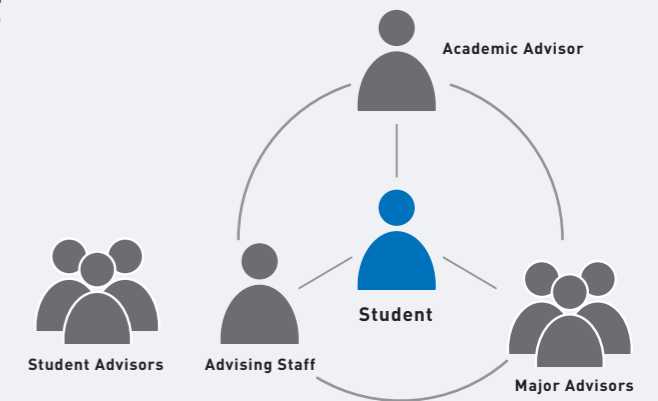 Academic Advisor
Student
Student Advisors
Advising Staff
Major Advisors